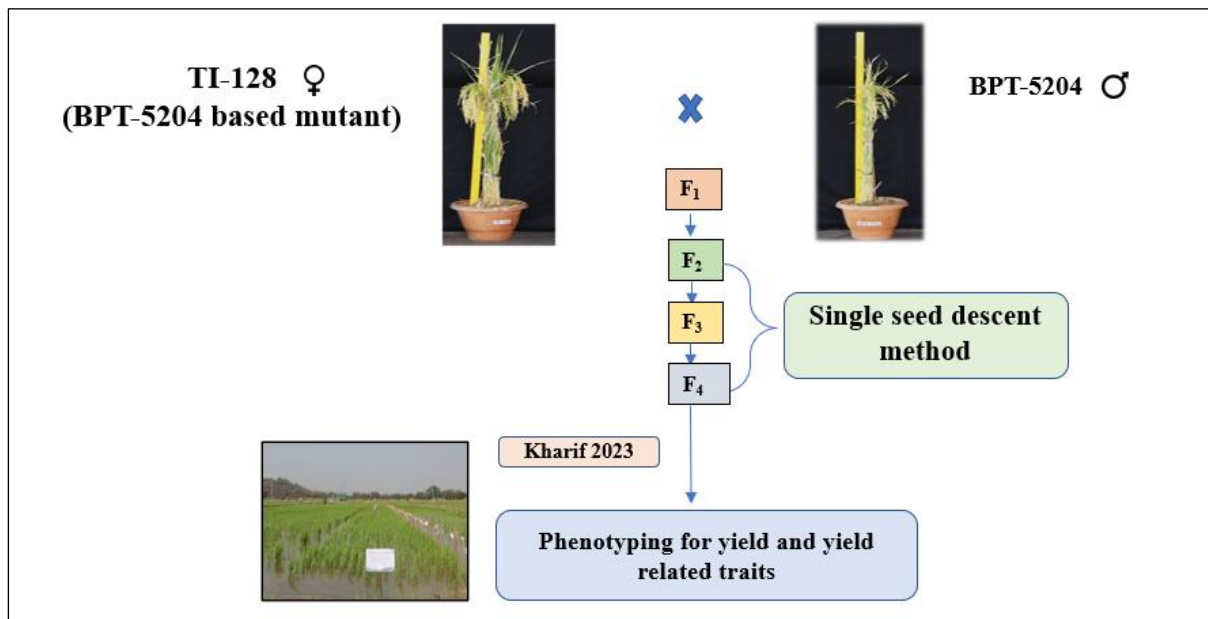 TI-128 ♀
(BPT-5204 based mutant)
BPT-5204 ♂
F₁
F₂
F₃
F₄
Single seed descent
method
Kharif 2023
Phenotyping for yield and yield
related traits